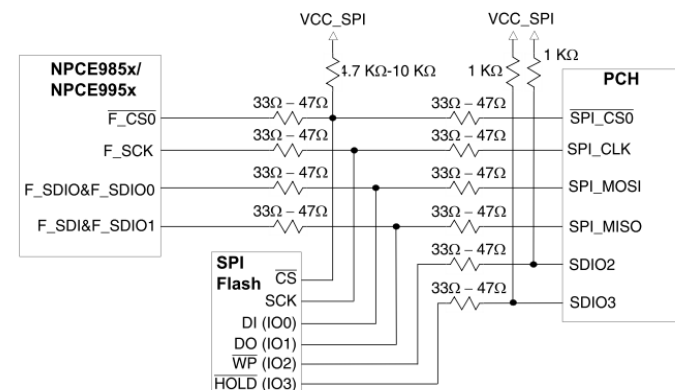 VCC_SPI
VCC_SPI
4.7 KΩ-10 KΩ
1 KΩ
1 KΩ
NPCE985x/
NPCE995x
PCH
F_CS0
33Ω – 47Ω
33Ω – 47Ω
SPI_CS0
F_SCK
33Ω – 47Ω
33Ω – 47Ω
SPI_CLK
F_SDIO&F_SDIO0
33Ω – 47Ω
33Ω – 47Ω
SPI_MOSI
F_SDI&F_SDIO1
33Ω – 47Ω
33Ω – 47Ω
SPI_MISO
33Ω – 47Ω
SDIO2
33Ω – 47Ω
SDIO3
SPI
Flash
CS
SCK
DI (IO0)
DO (IO1)
WP (IO2)
HOLD (IO3)